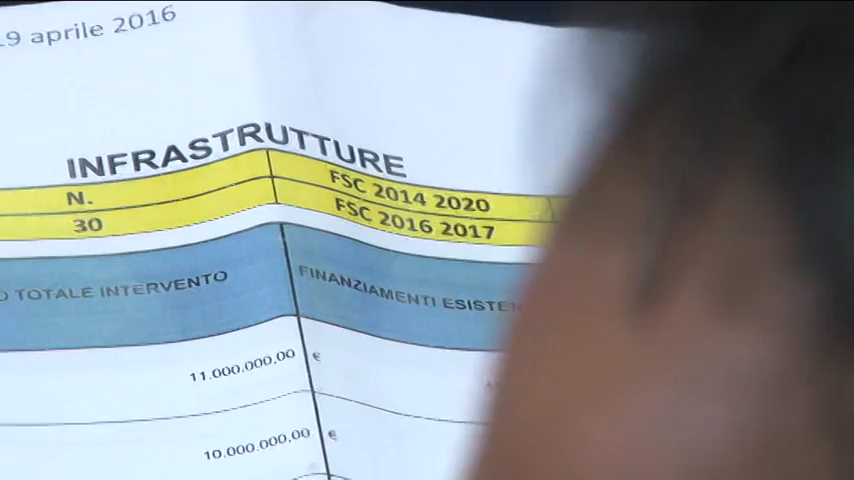 19 aprile 2016
INFRASTRUTTURE
N. FSC 2014 2020
30 FSC 2016 2017
TOTALE INTERVENTO FINANZIAMENTI
11.000.000,00 €
10.000.000,00 €